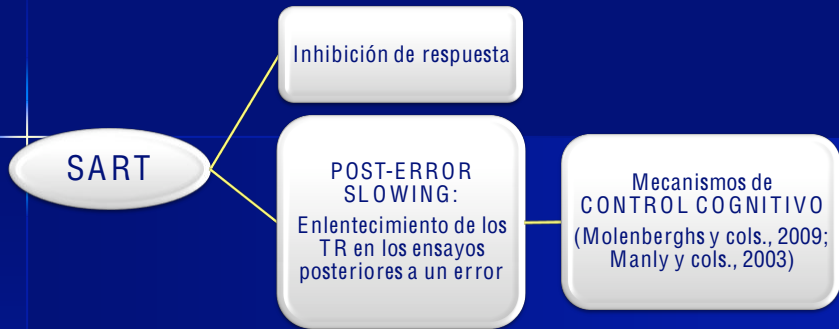 SART
Inhibición de respuesta
POST-ERROR
SLOWING:
Enlentecimiento de los
TR en los ensayos
posteriores a un error
Mecanismos de
CONTROL COGNITIVO
(Molenberghs y cols., 2009;
Manly y cols., 2003)